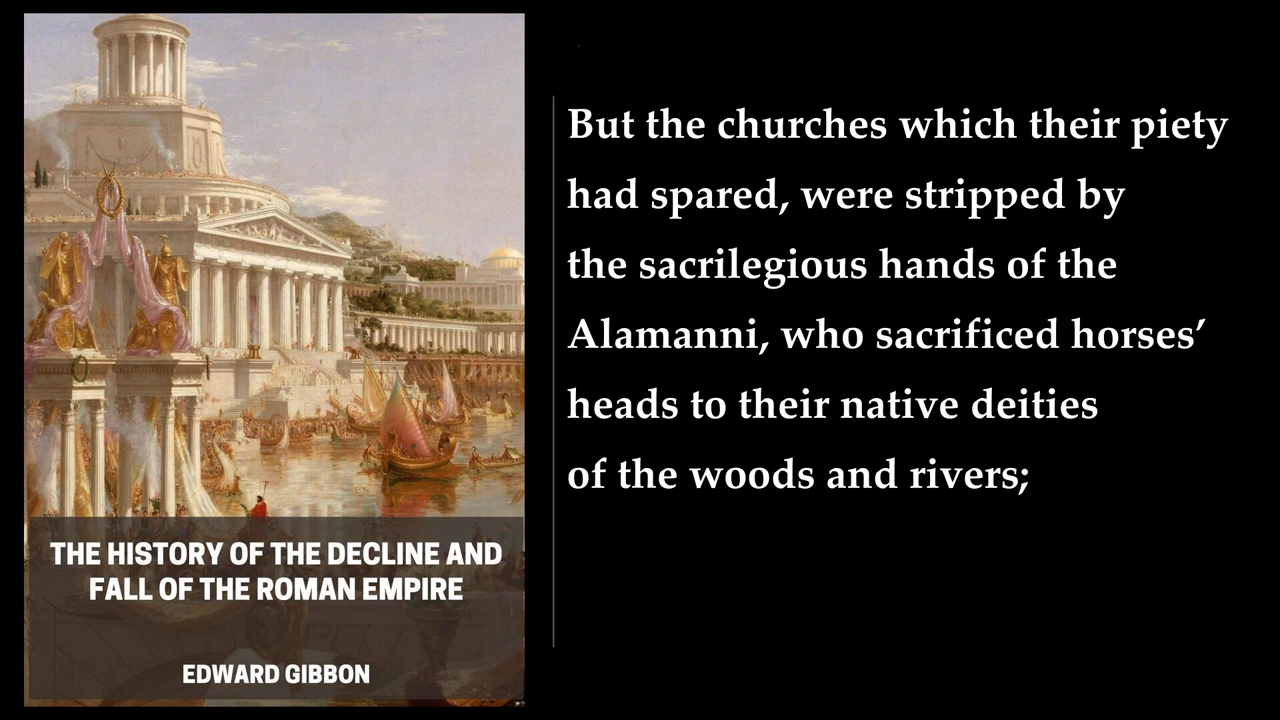 THE HISTORY OF THE DECLINE AND
FALL OF THE ROMAN EMPIRE
EDWARD GIBBON
But the churches which their piety
had spared, were stripped by
the sacrilegious hands of the
Alamanni, who sacrificed horses’
heads to their native deities
of the woods and rivers;